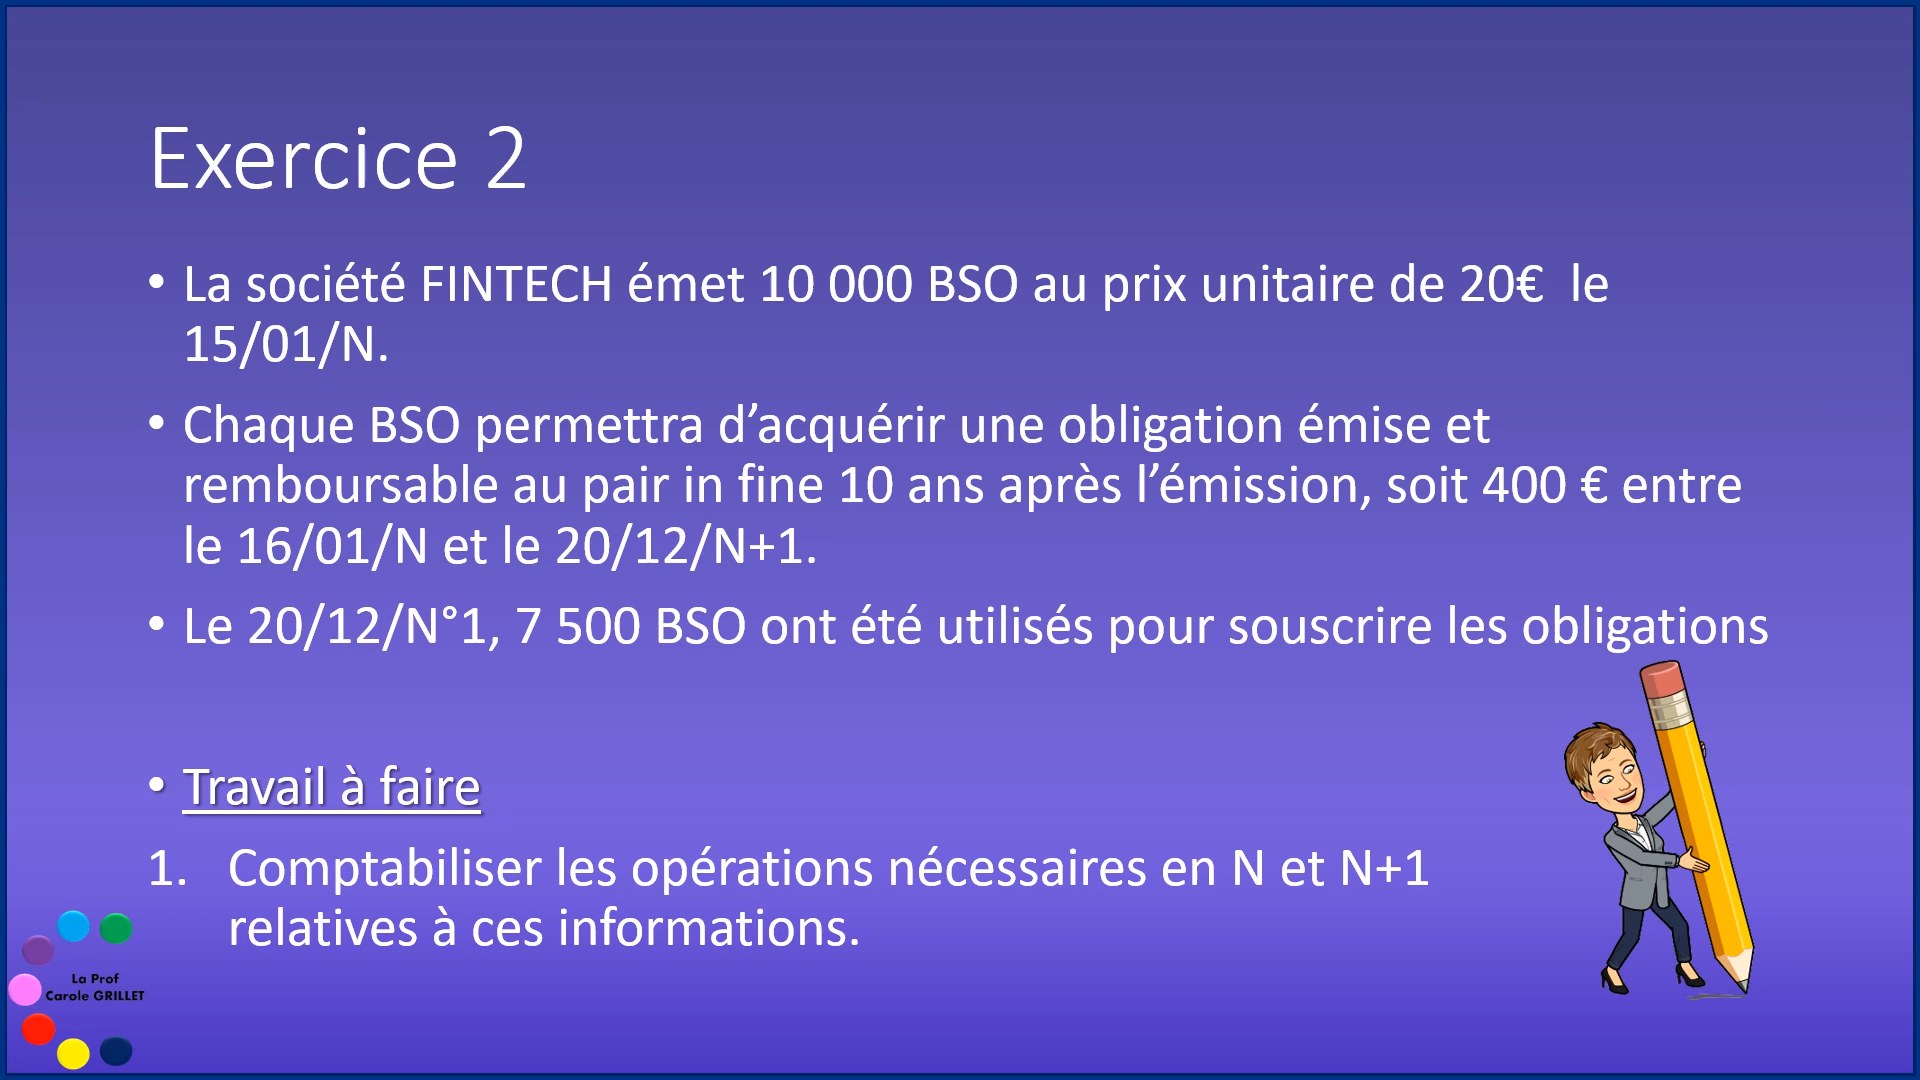 Exercice 2
• La société FINTECH émet 10 000 BSO au prix unitaire de 20€  le
15/01/N.
• Chaque BSO permettra d’acquérir une obligation émise et
remboursable au pair in fine 10 ans après l’émission, soit 400 € entre
le 16/01/N et le 20/12/N+1.
• Le 20/12/N°1, 7 500 BSO ont été utilisés pour souscrire les obligations
• Travail à faire
1. Comptabiliser les opérations nécessaires en N et N+1
relatives à ces informations.
La Prof
Carole GRILLET